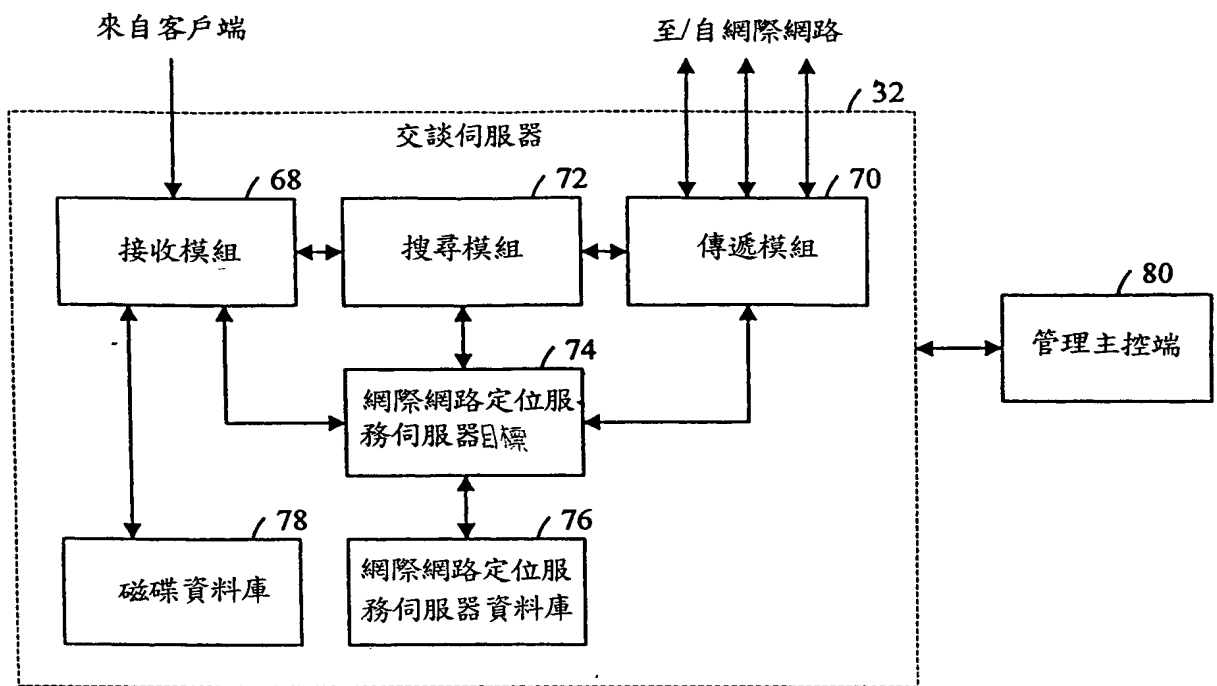 來自客戶端
至/自網際網路
32
交談伺服器
68
72
70
接收模組
搜尋模組
傳遞模組
80
管理主控端
74
網際網路定位服
務伺服器目標
78
76
磁碟資料庫
網際網路定位服
務伺服器資料庫